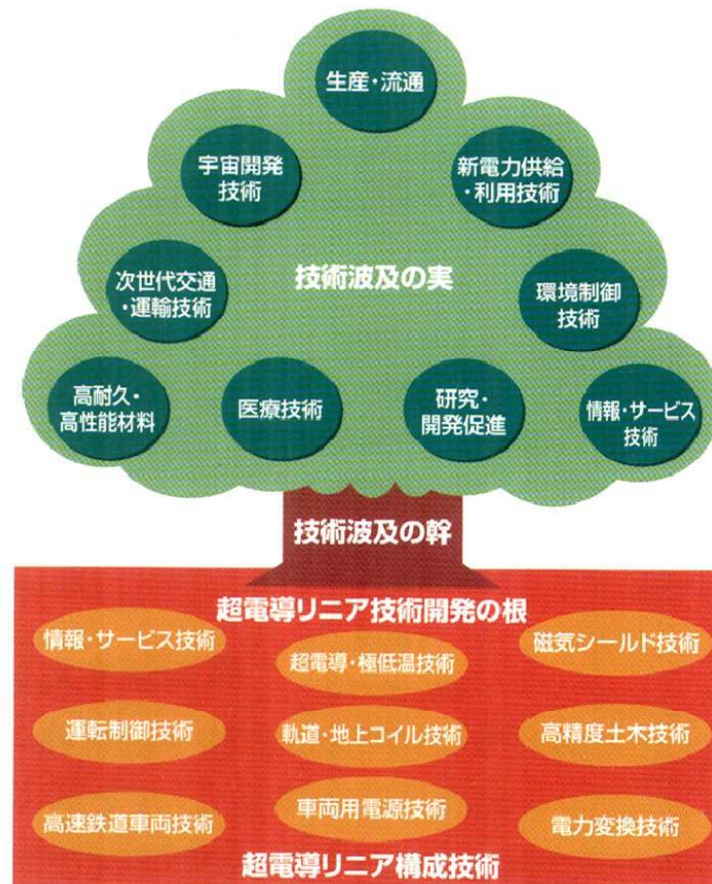 生産・流通
宇宙開発
技術
新電力供給
・利用技術
次世代交通
・運輸技術
技術波及の実
環境制御
技術
高耐久・
高性能材料
医療技術
研究・
開発促進
情報・サービス
技術
技術波及の幹
超電導リニア技術開発の根
情報・サービス技術
超電導・極低温技術
磁気シールド技術
運転制御技術
軌道・地上コイル技術
高精度土木技術
高速鉄道車両技術
車両用電源技術
電力変換技術
超電導リニア構成技術